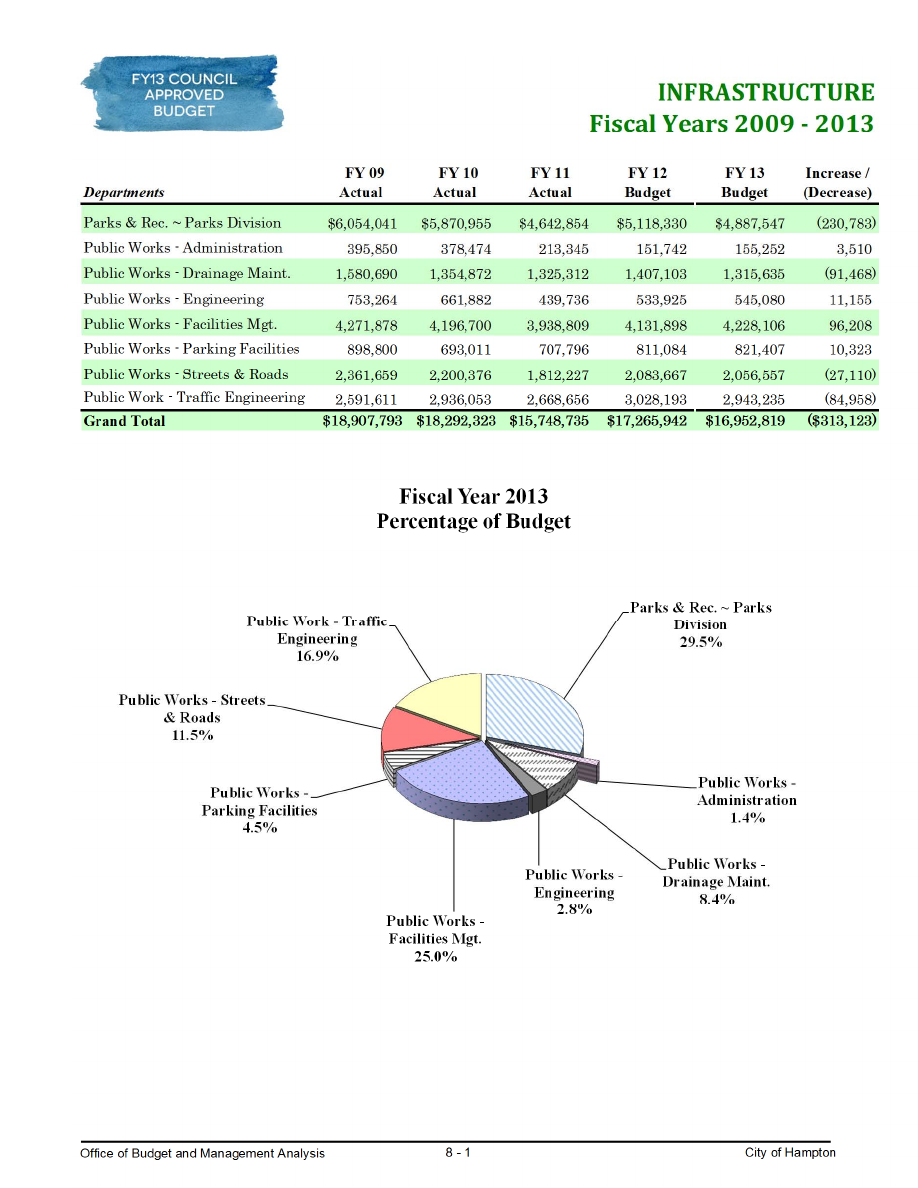 FY13 COUNCIL
APPROVED
BUDGET
INFRASTRUCTURE
Fiscal Years 2009 - 2013
FY 09 FY 10 FY 11 FY 12 FY 13 Increase /
Departments Actual Actual Actual Budget Budget (Decrease)
Parks & Rec. ~ Parks Division $6,054,041 $5,870,955 $4,642,854 $5,118,330 $4,887,547 (230,783)
Public Works - Administration 395,850 378,474 213,345 151,742 155,252 3,510
Public Works - Drainage Maint. 1,580,690 1,354,872 1,325,312 1,407,103 1,315,635 (91,468)
Public Works - Engineering 753,264 661,882 439,736 533,925 545,080 11,155
Public Works - Facilities Mgt. 4,271,878 4,196,700 3,938,809 4,131,898 4,228,106 96,208
Public Works - Parking Facilities 898,800 693,011 707,796 811,084 821,407 10,323
Public Works - Streets & Roads 2,361,659 2,200,376 1,812,227 2,083,667 2,056,557 (27,110)
Public Work - Traffic Engineering 2,591,611 2,936,053 2,668,656 3,028,193 2,943,235 (84,958)
Grand Total $18,907,793 $18,292,323 $15,748,735 $17,265,942 $16,952,819 ($313,123)
Fiscal Year 2013
Percentage of Budget
Parks & Rec. ~ Parks
Division
29.5%
Public Work - Traffic
Engineering
16.9%
Public Works - Streets
& Roads
11.5%
Public Works -
Parking Facilities
4.5%
Public Works -
Administration
1.4%
Public Works -
Drainage Maint.
8.4%
Public Works -
Engineering
2.8%
Public Works -
Facilities Mgt.
25.0%
Office of Budget and Management Analysis 8 - 1 City of Hampton